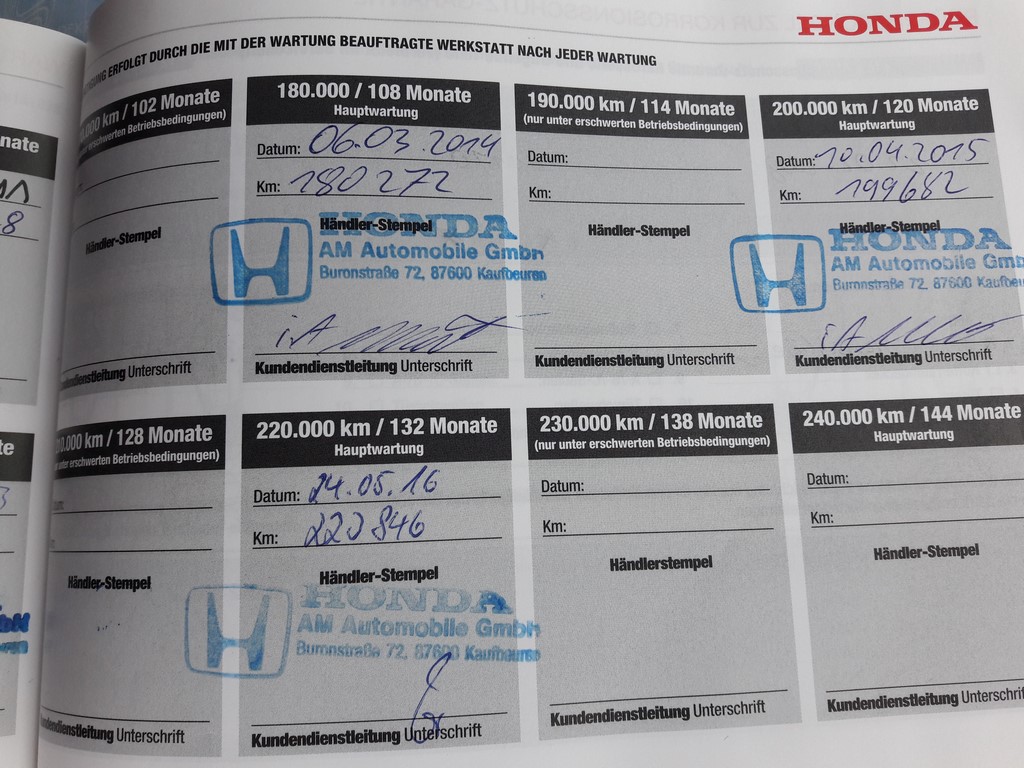 HONDA
ERFOLGT DURCH DIE MIT DER WARTUNG BEAUFTRAGTE WERKSTATT NACH JEDER WARTUNG
km / 102 Monate
erschwerten Betriebsbedingungen)
Händler-Stempel
Unterschrift
180.000 / 108 Monate
Hauptwartung
Datum: 06.03.2014
Km: 180 272
Händler-Stempel
HONDA
AM Automobile Gmbh
Buronstraße 72, 87600 Kaufbeuren
iA
Kundendienstleitung Unterschrift
190.000 km / 114 Monate
(nur unter erschwerten Betriebsbedingungen)
Datum:
Km:
Händler-Stempel
Kundendienstleitung Unterschrift
200.000 km / 120 Monate
Hauptwartung
Datum: 10.04.2015
Km: 199682
Händler-Stempel
HONDA
AM Automobile
Buronstraße 72, 87600
iA
Kundendienstleitung Unterschrift
km / 128 Monate
unter erschwerten Betriebsbedingungen)
Händler-Stempel
Unterschrift
220.000 km / 132 Monate
Hauptwartung
Datum: 24.05.16
Km: 220846
Händler-Stempel
HONDA
AM Automobile Gmbh
Buronstraße 72, 87600 Kaufbeuren
Kundendienstleitung Unterschrift
230.000 km / 138 Monate
(nur unter erschwerten Betriebsbedingungen)
Datum:
Km:
Händlerstempel
Kundendienstleitung Unterschrift
240.000 km / 144 Monate
Hauptwartung
Datum:
Km:
Händler-Stempel
Kundendienstleitung Unterschrift